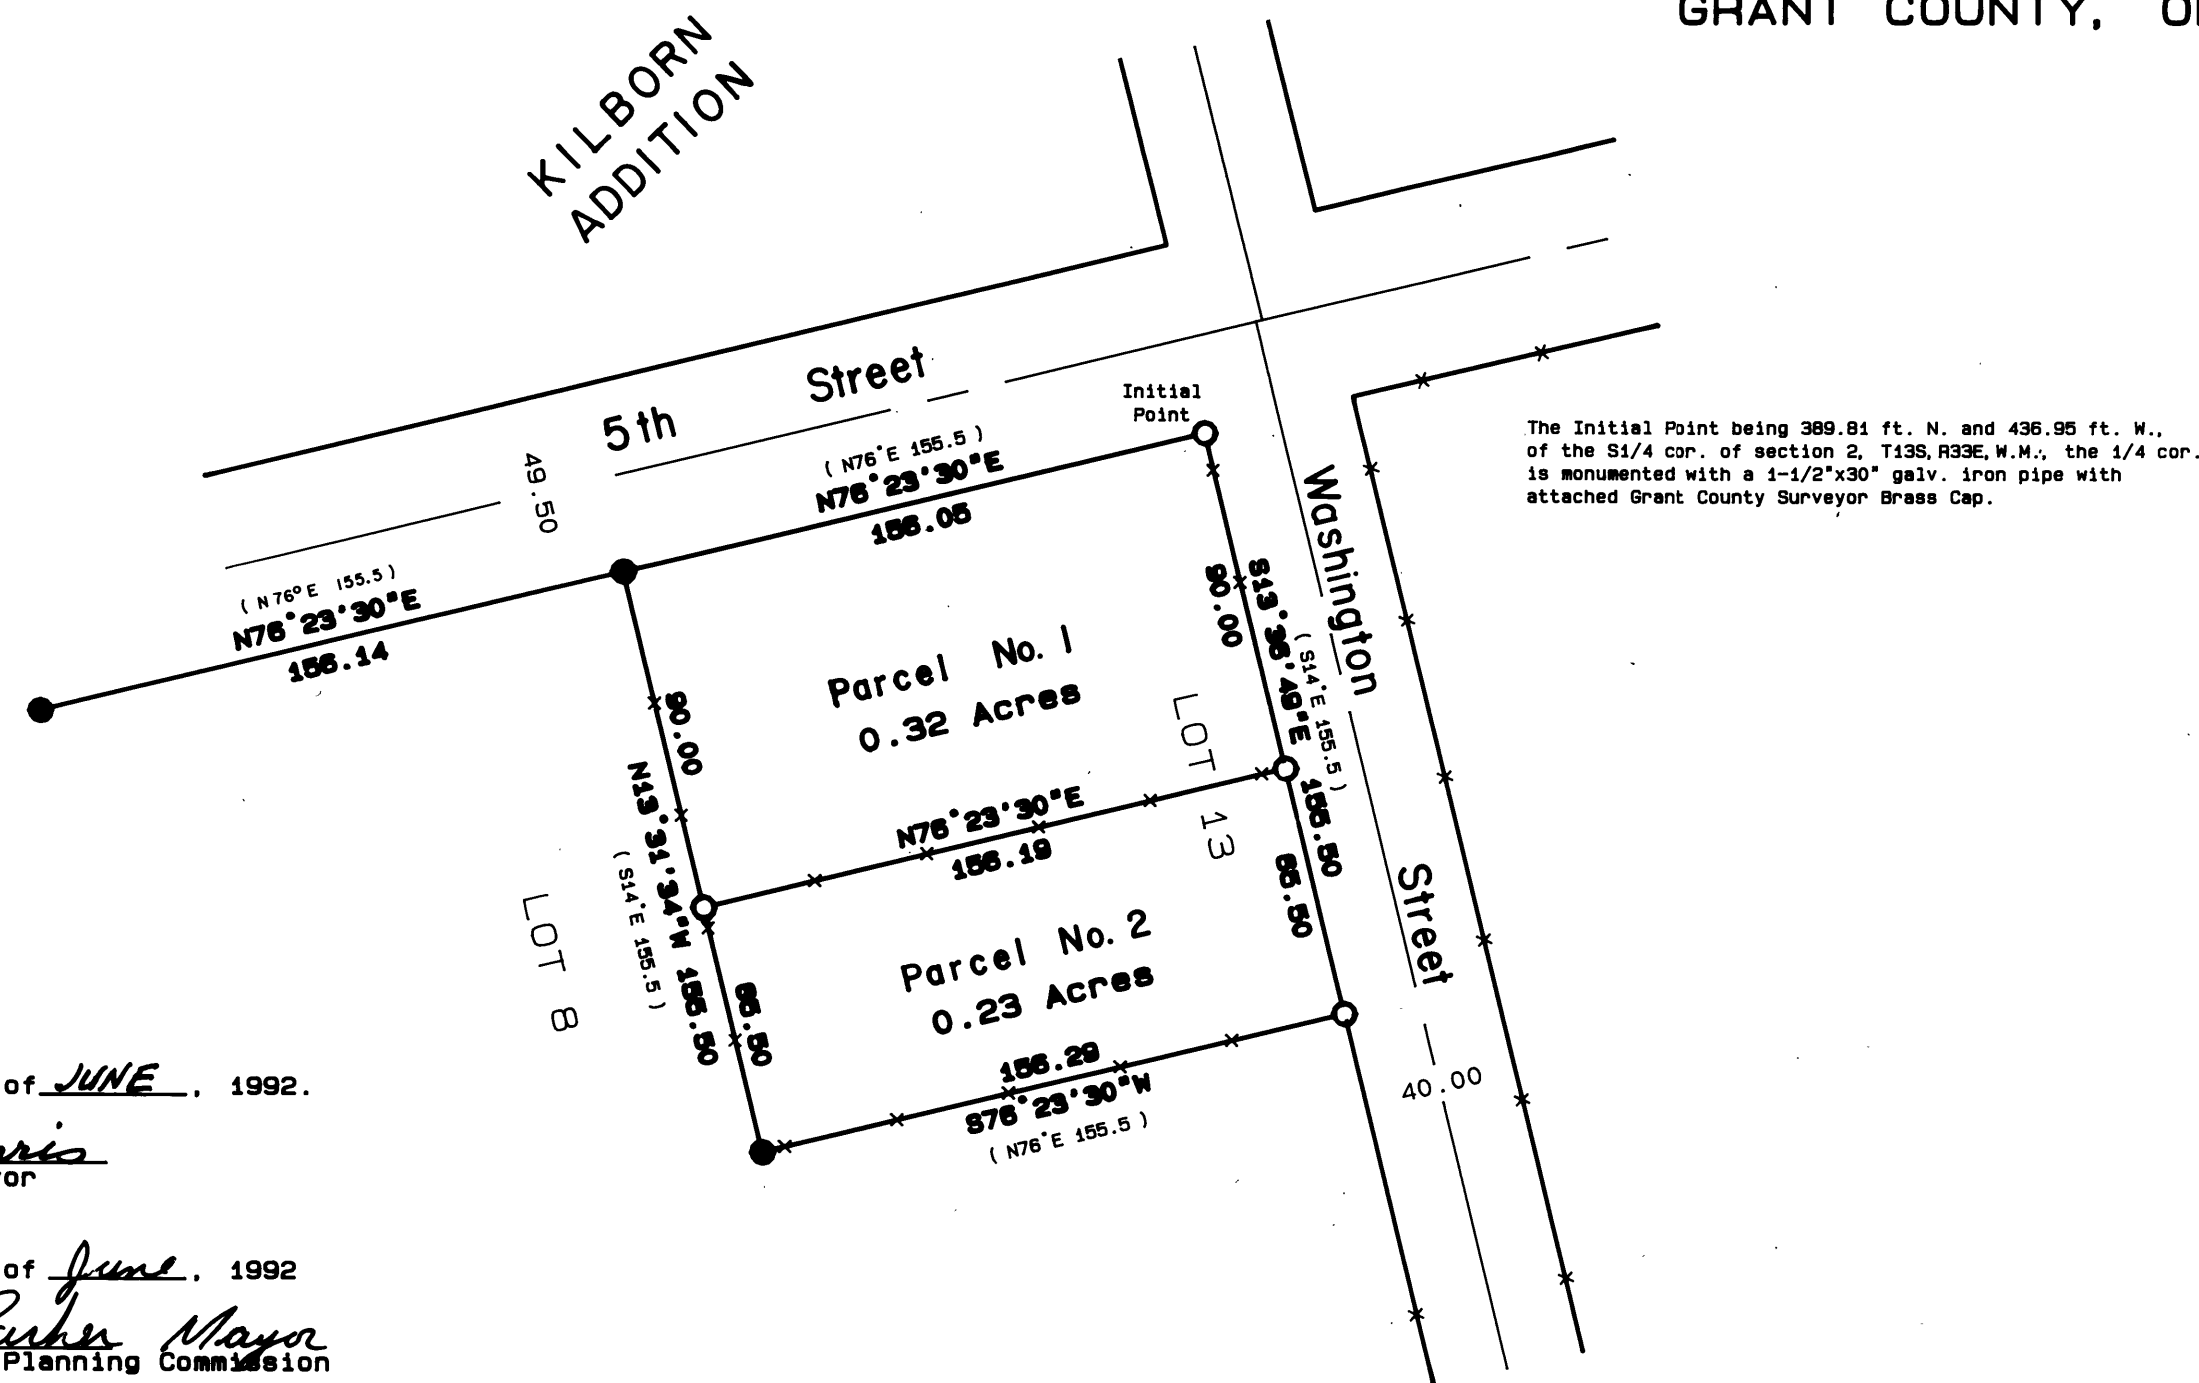 GRANT COUNTY,
KILBORN
ADDITION
5th Street
49.50
Initial
Point
( N76°E 155.5 )
N76°23'30"E
156.05
The Initial Point being 389.81 ft. N. and 436.95 ft. W.,
of the S1/4 cor. of section 2, T13S, R33E, W.M., the 1/4 cor.
is monumented with a 1-1/2"x30" galv. iron pipe with
attached Grant County Surveyor Brass Cap.
( N76°E 155.5 )
N76°23'30"E
156.14
Washington Street
90.00
S13°36'49"E 155.50
( S14°E 155.5 )
Parcel No. 1
0.32 Acres
90.00
N13°31'34"W 155.50
( S14°E 155.5 )
LOT 13
N76°23'30"E
156.19
65.50
LOT 8
Parcel No. 2
0.23 Acres
65.50
156.29
S76°23'30"W
( N76°E 155.5 )
40.00
of JUNE, 1992.
of June, 1992
Mayor
Planning Commission